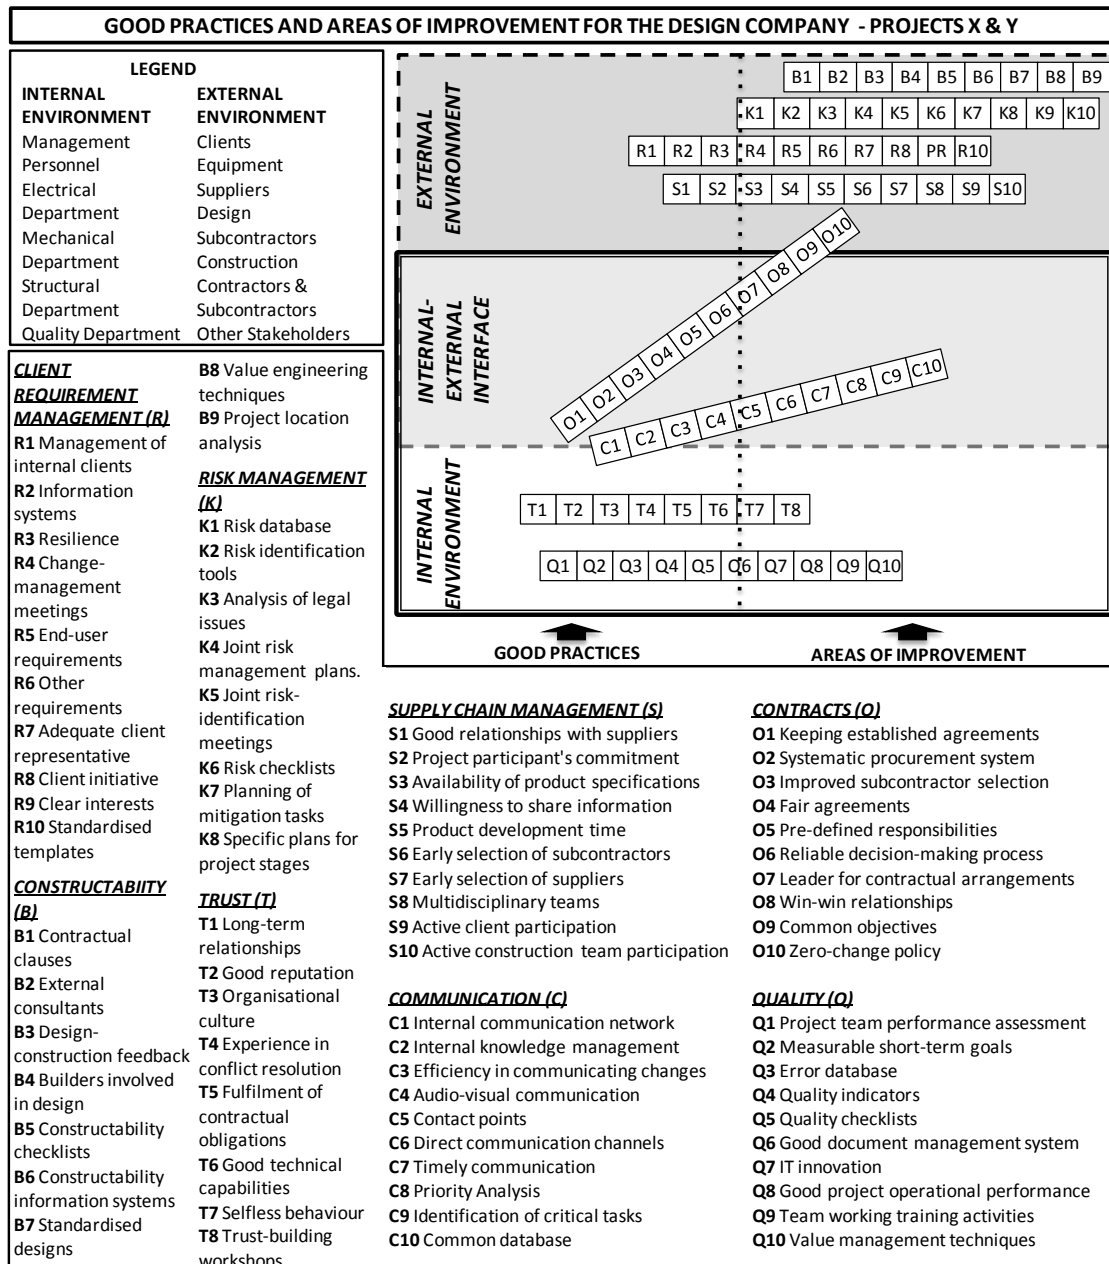 GOOD PRACTICES AND AREAS OF IMPROVEMENT FOR THE DESIGN COMPANY - PROJECTS X & Y
LEGEND
INTERNAL
ENVIRONMENT
Management
Personnel
Electrical
Department
Mechanical
Department
Structural
Department
Quality Department
EXTERNAL
ENVIRONMENT
Clients
Equipment
Suppliers
Design
Subcontractors
Construction
Contractors &
Subcontractors
Other Stakeholders
EXTERNAL
ENVIRONMENT
B1 B2 B3 B4 B5 B6 B7 B8 B9
K1 K2 K3 K4 K5 K6 K7 K8 K9 K10
R1 R2 R3 R4 R5 R6 R7 R8 PR R10
S1 S2 S3 S4 S5 S6 S7 S8 S9 S10
INTERNAL-
EXTERNAL
INTERFACE
O1 O2 O3 O4 O5 O6 O7 O8 O9 O10
C1 C2 C3 C4 C5 C6 C7 C8 C9 C10
INTERNAL
ENVIRONMENT
T1 T2 T3 T4 T5 T6 T7 T8
Q1 Q2 Q3 Q4 Q5 Q6 Q7 Q8 Q9 Q10
GOOD PRACTICES
AREAS OF IMPROVEMENT
CLIENT
REQUIREMENT
MANAGEMENT (R)
R1 Management of
internal clients
R2 Information
systems
R3 Resilience
R4 Change-
management
meetings
R5 End-user
requirements
R6 Other
requirements
R7 Adequate client
representative
R8 Client initiative
R9 Clear interests
R10 Standardised
templates
CONSTRUCTABIITY
(B)
B1 Contractual
clauses
B2 External
consultants
B3 Design-
construction feedback
B4 Builders involved
in design
B5 Constructability
checklists
B6 Constructability
information systems
B7 Standardised
designs
B8 Value engineering
techniques
B9 Project location
analysis
RISK MANAGEMENT
(K)
K1 Risk database
K2 Risk identification
tools
K3 Analysis of legal
issues
K4 Joint risk
management plans.
K5 Joint risk-
identification
meetings
K6 Risk checklists
K7 Planning of
mitigation tasks
K8 Specific plans for
project stages
TRUST (T)
T1 Long-term
relationships
T2 Good reputation
T3 Organisational
culture
T4 Experience in
conflict resolution
T5 Fulfilment of
contractual
obligations
T6 Good technical
capabilities
T7 Selfless behaviour
T8 Trust-building
workshops
SUPPLY CHAIN MANAGEMENT (S)
S1 Good relationships with suppliers
S2 Project participant's commitment
S3 Availability of product specifications
S4 Willingness to share information
S5 Product development time
S6 Early selection of subcontractors
S7 Early selection of suppliers
S8 Multidisciplinary teams
S9 Active client participation
S10 Active construction team participation
COMMUNICATION (C)
C1 Internal communication network
C2 Internal knowledge management
C3 Efficiency in communicating changes
C4 Audio-visual communication
C5 Contact points
C6 Direct communication channels
C7 Timely communication
C8 Priority Analysis
C9 Identification of critical tasks
C10 Common database
CONTRACTS (O)
O1 Keeping established agreements
O2 Systematic procurement system
O3 Improved subcontractor selection
O4 Fair agreements
O5 Pre-defined responsibilities
O6 Reliable decision-making process
O7 Leader for contractual arrangements
O8 Win-win relationships
O9 Common objectives
O10 Zero-change policy
QUALITY (Q)
Q1 Project team performance assessment
Q2 Measurable short-term goals
Q3 Error database
Q4 Quality indicators
Q5 Quality checklists
Q6 Good document management system
Q7 IT innovation
Q8 Good project operational performance
Q9 Team working training activities
Q10 Value management techniques